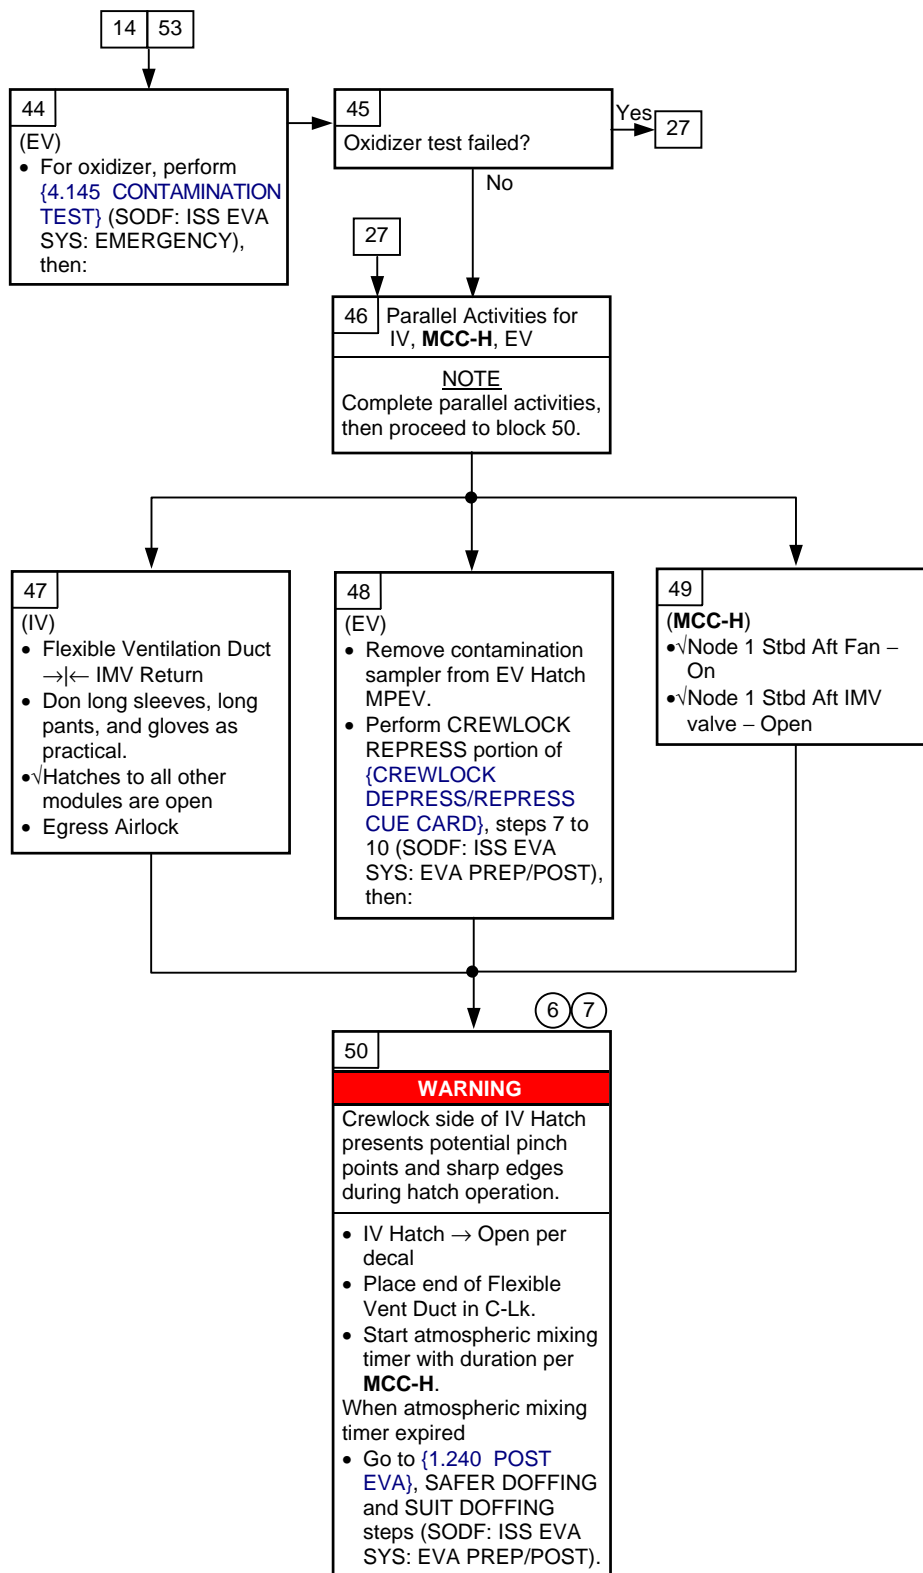 14 53
44
(EV)
• For oxidizer, perform
{4.145 CONTAMINATION
TEST} (SODF: ISS EVA
SYS: EMERGENCY),
then:
45
Oxidizer test failed?
Yes
27
No
27
46 Parallel Activities for
IV, MCC-H, EV
NOTE
Complete parallel activities,
then proceed to block 50.
47
(IV)
• Flexible Ventilation Duct
→|← IMV Return
• Don long sleeves, long
pants, and gloves as
practical.
•√Hatches to all other
modules are open
• Egress Airlock
48
(EV)
• Remove contamination
sampler from EV Hatch
MPEV.
• Perform CREWLOCK
REPRESS portion of
{CREWLOCK
DEPRESS/REPRESS
CUE CARD}, steps 7 to
10 (SODF: ISS EVA
SYS: EVA PREP/POST),
then:
49
(MCC-H)
•√Node 1 Stbd Aft Fan –
On
•√Node 1 Stbd Aft IMV
valve – Open
6 7
50
WARNING
Crewlock side of IV Hatch
presents potential pinch
points and sharp edges
during hatch operation.
• IV Hatch → Open per
decal
• Place end of Flexible
Vent Duct in C-Lk.
• Start atmospheric mixing
timer with duration per
MCC-H.
When atmospheric mixing
timer expired
• Go to {1.240 POST
EVA}, SAFER DOFFING
and SUIT DOFFING
steps (SODF: ISS EVA
SYS: EVA PREP/POST).